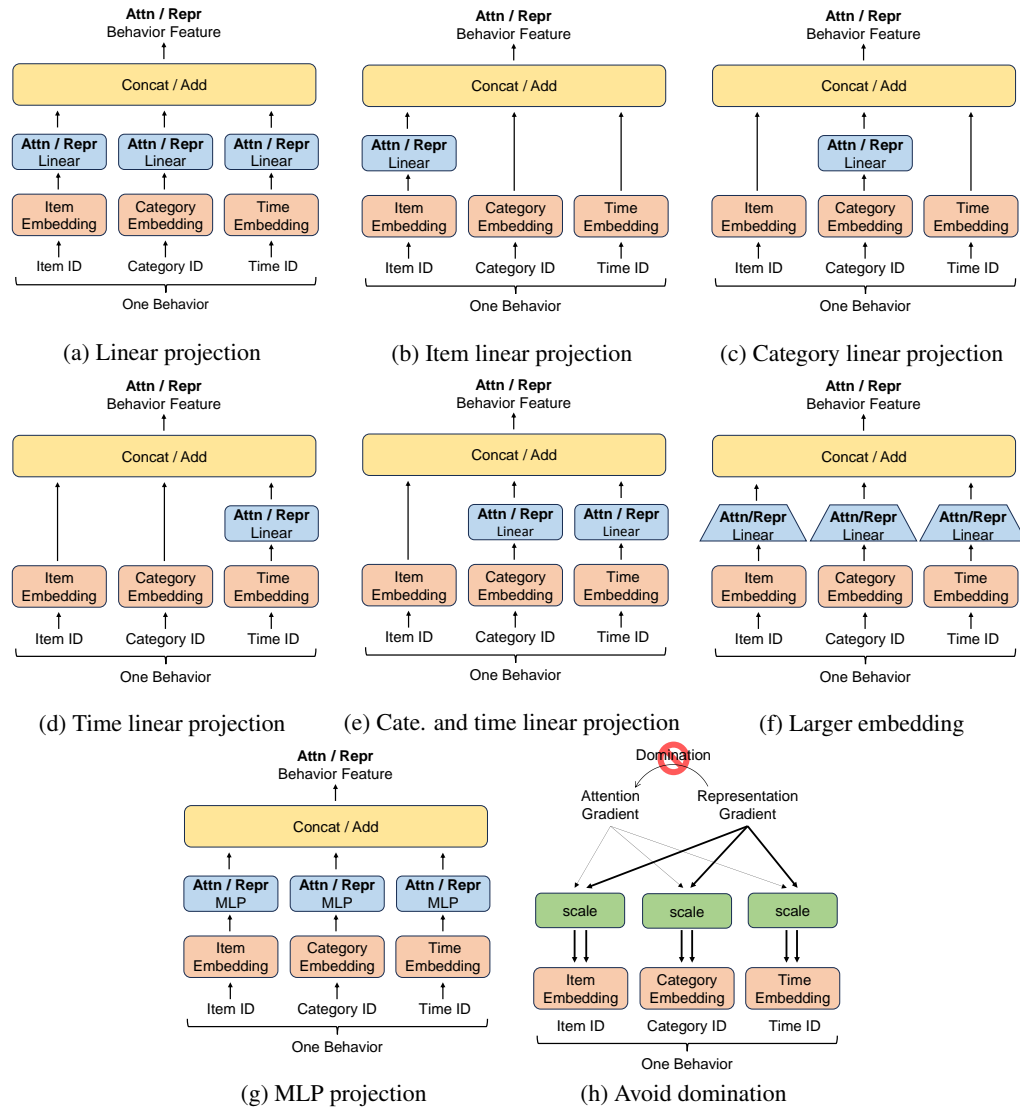 Attn / Repr
Behavior Feature
Concat / Add
Attn / Repr
Linear
Attn / Repr
Linear
Attn / Repr
Linear
Item
Embedding
Category
Embedding
Time
Embedding
Item ID
Category ID
Time ID
One Behavior
(a) Linear projection
Attn / Repr
Behavior Feature
Concat / Add
Attn / Repr
Linear
Item
Embedding
Category
Embedding
Time
Embedding
Item ID
Category ID
Time ID
One Behavior
(b) Item linear projection
Attn / Repr
Behavior Feature
Concat / Add
Attn / Repr
Linear
Item
Embedding
Category
Embedding
Time
Embedding
Item ID
Category ID
Time ID
One Behavior
(c) Category linear projection
Attn / Repr
Behavior Feature
Concat / Add
Attn / Repr
Linear
Item
Embedding
Category
Embedding
Time
Embedding
Item ID
Category ID
Time ID
One Behavior
(d) Time linear projection
Attn / Repr
Behavior Feature
Concat / Add
Attn / Repr
Linear
Attn / Repr
Linear
Item
Embedding
Category
Embedding
Time
Embedding
Item ID
Category ID
Time ID
One Behavior
(e) Cate. and time linear projection
Attn / Repr
Behavior Feature
Concat / Add
Attn/Repr
Linear
Attn/Repr
Linear
Attn/Repr
Linear
Item
Embedding
Category
Embedding
Time
Embedding
Item ID
Category ID
Time ID
One Behavior
(f) Larger embedding
Attn / Repr
Behavior Feature
Concat / Add
Attn / Repr
MLP
Attn / Repr
MLP
Attn / Repr
MLP
Item
Embedding
Category
Embedding
Time
Embedding
Item ID
Category ID
Time ID
One Behavior
(g) MLP projection
Domination
Attention
Gradient
Representation
Gradient
scale
scale
scale
Item
Embedding
Category
Embedding
Time
Embedding
Item ID
Category ID
Time ID
One Behavior
(h) Avoid domination